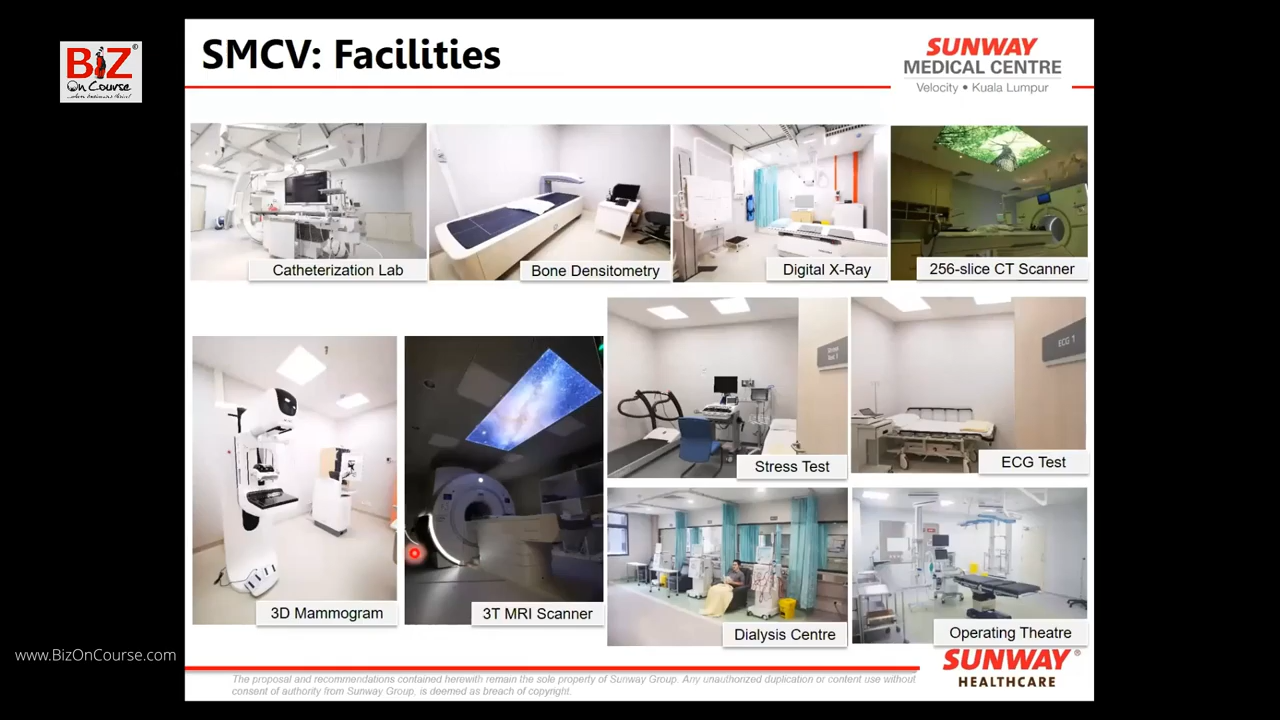 BiZ
On Course
SMCV: Facilities
SUNWAY
MEDICAL CENTRE
Velocity • Kuala Lumpur
Catheterization Lab
Bone Densitometry
Digital X-Ray
256-slice CT Scanner
Stress Test
ECG 1
ECG Test
3D Mammogram
3T MRI Scanner
Dialysis Centre
Operating Theatre
www.BizOnCourse.com
The proposal and recommendations contained herewith remain the sole property of Sunway Group. Any unauthorized duplication or content use without
consent of authority from Sunway Group, is deemed as breach of copyright.
SUNWAY®
HEALTHCARE